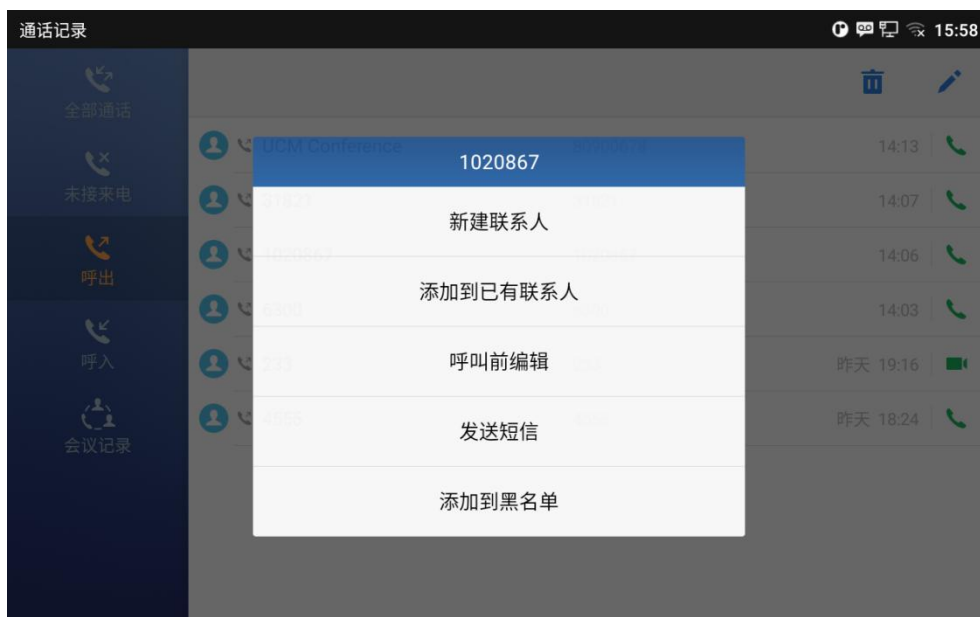 通话记录
15:58
全部通话
未接来电
呼出
呼入
会议记录
UCM Conference
14:13
14:07
1020867
14:06
6300
14:03
昨天 19:16
昨天 18:24
1020867
新建联系人
添加到已有联系人
呼叫前编辑
发送短信
添加到黑名单